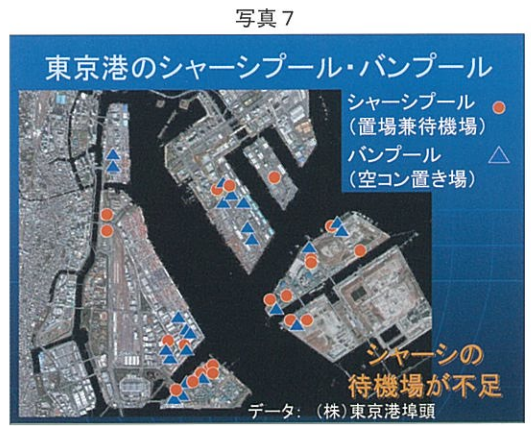 写真7
東京港のシャーシプール・バンプール
シャーシプール
(置場兼待機場)
バンプール
(空コン置き場)
シャーシの
待機場が不足
データ: (株)東京港埠頭